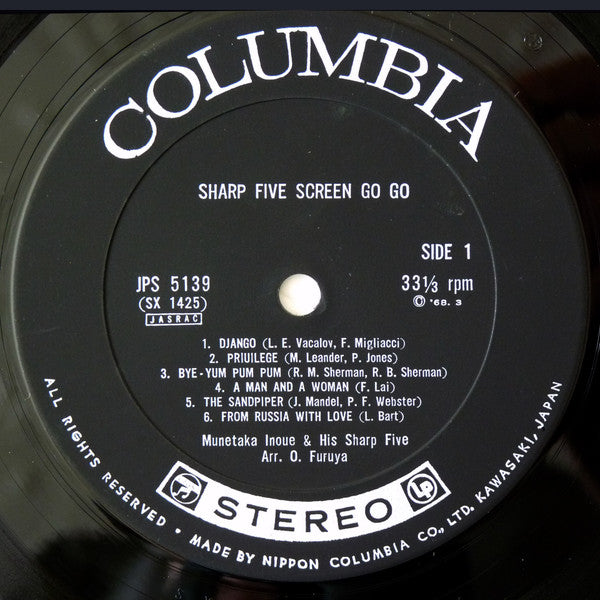 COLUMBIA
SHARP FIVE SCREEN GO GO
SIDE 1
JPS 5139
(SX 1425)
JASRAC
33 1/3 rpm
© '68. 3
1. DJANGO (L. E. Vacalov, F. Migliacci)
2. PRIUILEGE (M. Leander, P. Jones)
3. BYE-YUM PUM PUM (R. M. Sherman, R. B. Sherman)
4. A MAN AND A WOMAN (F. Lai)
5. THE SANDPIPER (J. Mandel, P. F. Webster)
6. FROM RUSSIA WITH LOVE (L. Bart)
Munetaka Inoue & His Sharp Five
Arr. O. Furuya
STEREO LP
ALL RIGHTS RESERVED • MADE BY NIPPON COLUMBIA CO., LTD. KAWASAKI, JAPAN